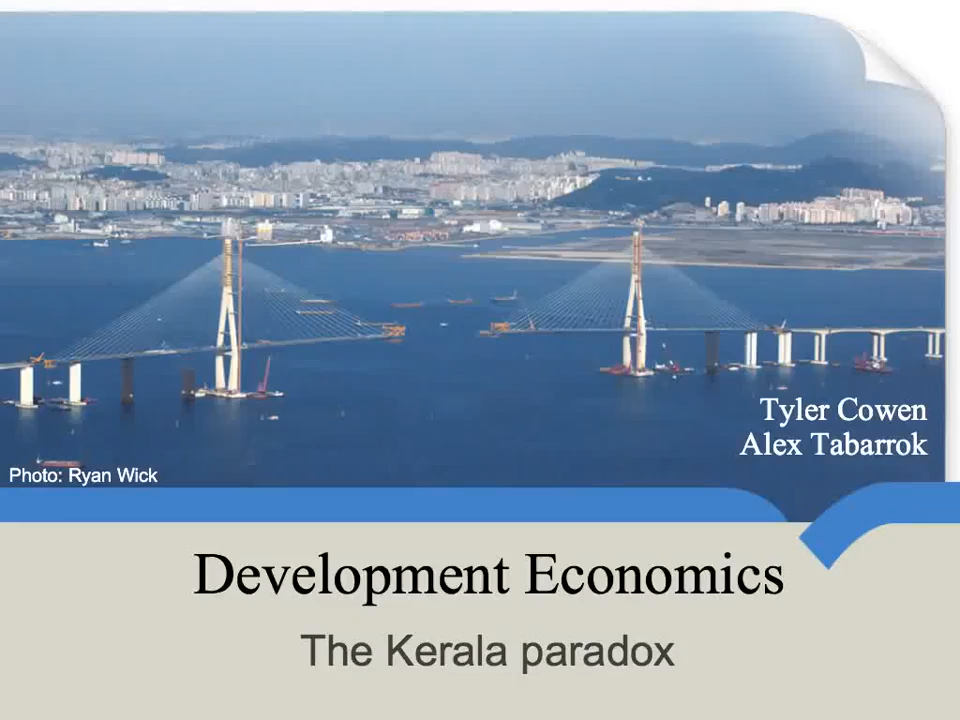 Tyler Cowen
Alex Tabarrok
Photo: Ryan Wick
Development Economics
The Kerala paradox